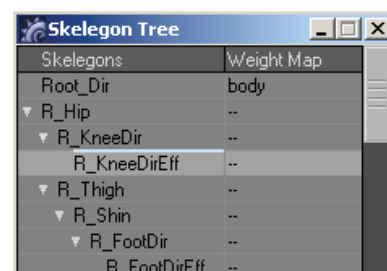 Skelegon Tree
Skelegons Weight Map
Root_Dir body
R_Hip --
R_KneeDir --
R_KneeDirEff --
R_Thigh --
R_Shin --
R_FootDir --
R_FootDirEff --